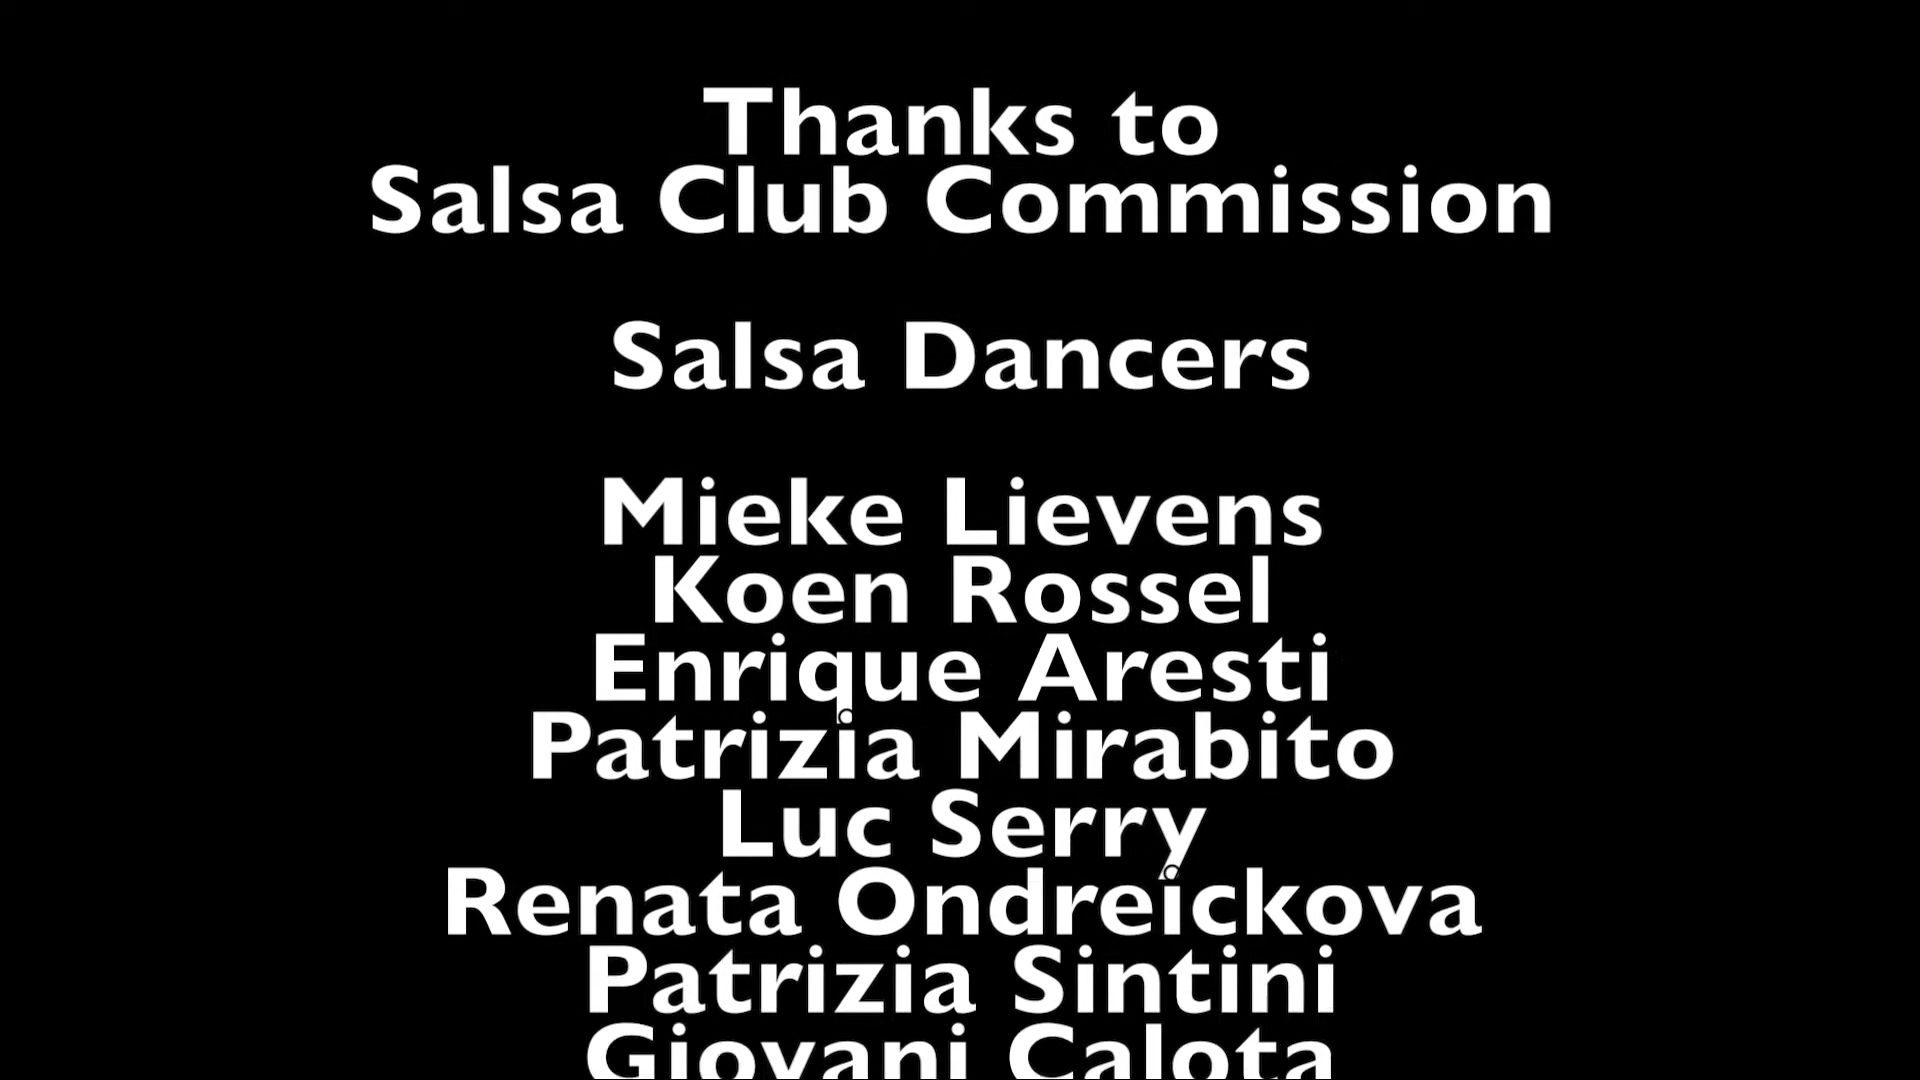 Thanks to
Salsa Club Commission
Salsa Dancers
Mieke Lievens
Koen Rossel
Enrique Aresti
Patrizia Mirabito
Luc Serry
Renata Ondreickova
Patrizia Sintini
Giovani Calota